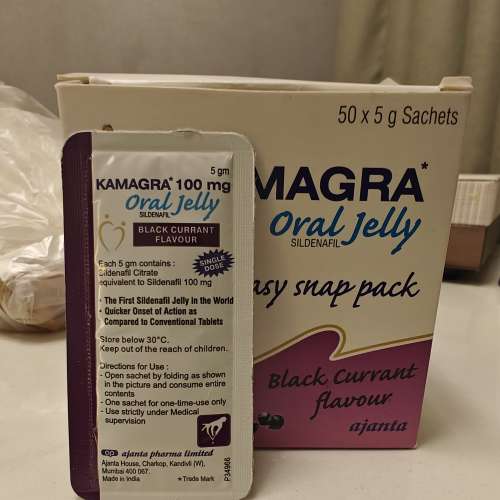 5 gm
KAMAGRA* 100 mg
Oral Jelly
SILDENAFIL
BLACK CURRANT
FLAVOUR
Each 5 gm contains :
Sildenafil Citrate
equivalent to Sildenafil 100 mg
SINGLE
DOSE
• The First Sildenafil Jelly in the World
• Quicker Onset of Action as
Compared to Conventional Tablets
Store below 30°C.
Keep out of the reach of children.
Directions for Use :
- Open sachet by folding as shown
in the picture and consume entire
contents
- One sachet for one-time-use only
- Use strictly under Medical
supervision
ajanta pharma limited
Ajanta House, Charkop, Kandivli (W),
Mumbai 400 067.
Made in India
* Trade Mark
P34966
50 x 5 g Sachets
MAGRA*
Oral Jelly
SILDENAFIL
asy snap pack
Black Currant
flavour
ajanta